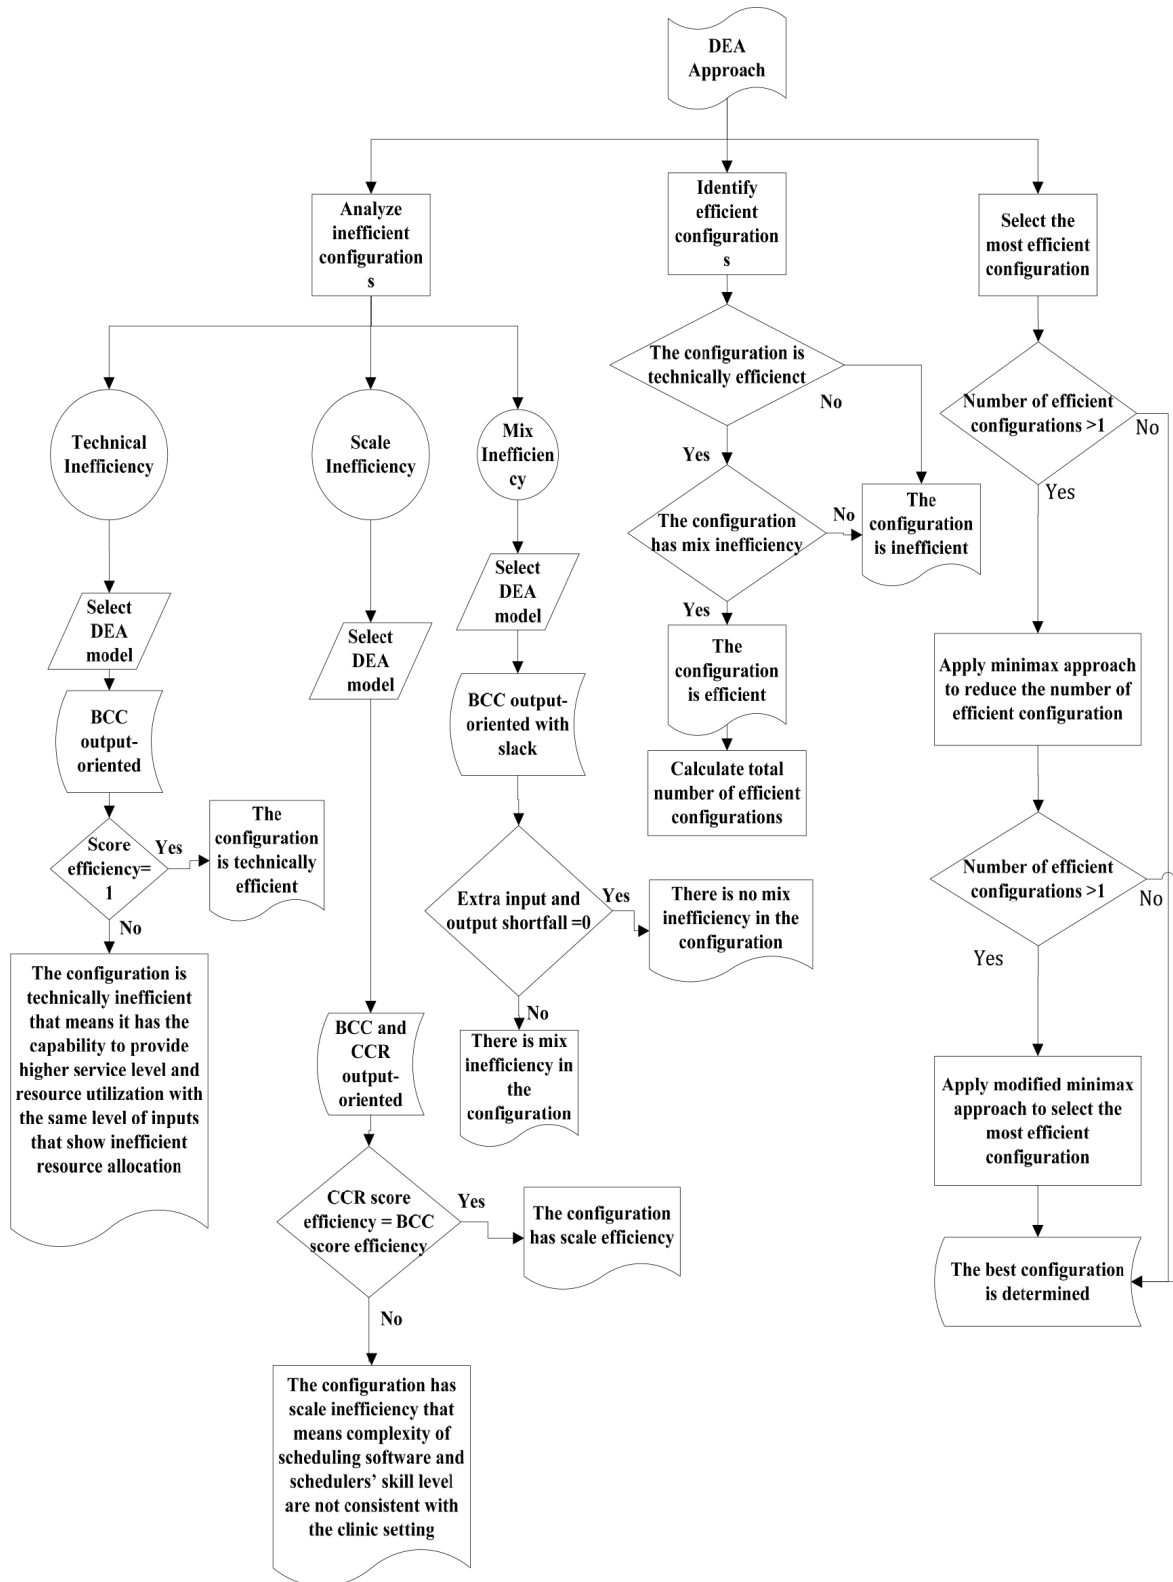 DEA
Approach
Analyze
inefficient
configuration
s
Identify
efficient
configuration
s
Select the
most efficient
configuration
Technical
Inefficiency
Scale
Inefficiency
Mix
Inefficien
cy
Select
DEA
model
BCC
output-
oriented
Score
efficiency=
1
Yes
The
configuration
is technically
efficient
No
The configuration is
technically inefficient
that means it has the
capability to provide
higher service level and
resource utilization with
the same level of inputs
that show inefficient
resource allocation
Select
DEA
model
BCC and
CCR
output-
oriented
CCR score
efficiency = BCC
score efficiency
Yes
The configuration
has scale efficiency
No
The configuration has
scale inefficiency that
means complexity of
scheduling software and
schedulers’ skill level
are not consistent with
the clinic setting
Select
DEA
model
BCC output-
oriented with
slack
Extra input and
output shortfall =0
Yes
There is no mix
inefficiency in the
configuration
No
There is mix
inefficiency in
the
configuration
The configuration is
technically efficienct
No
Yes
The configuration
has mix inefficiency
No
The
configuration
is inefficient
Yes
The
configuration
is efficient
Calculate total
number of efficient
configurations
Number of efficient
configurations >1
No
Yes
Apply minimax approach
to reduce the number of
efficient configuration
Number of efficient
configurations >1
No
Yes
Apply modified minimax
approach to select the
most efficient
configuration
The best configuration
is determined